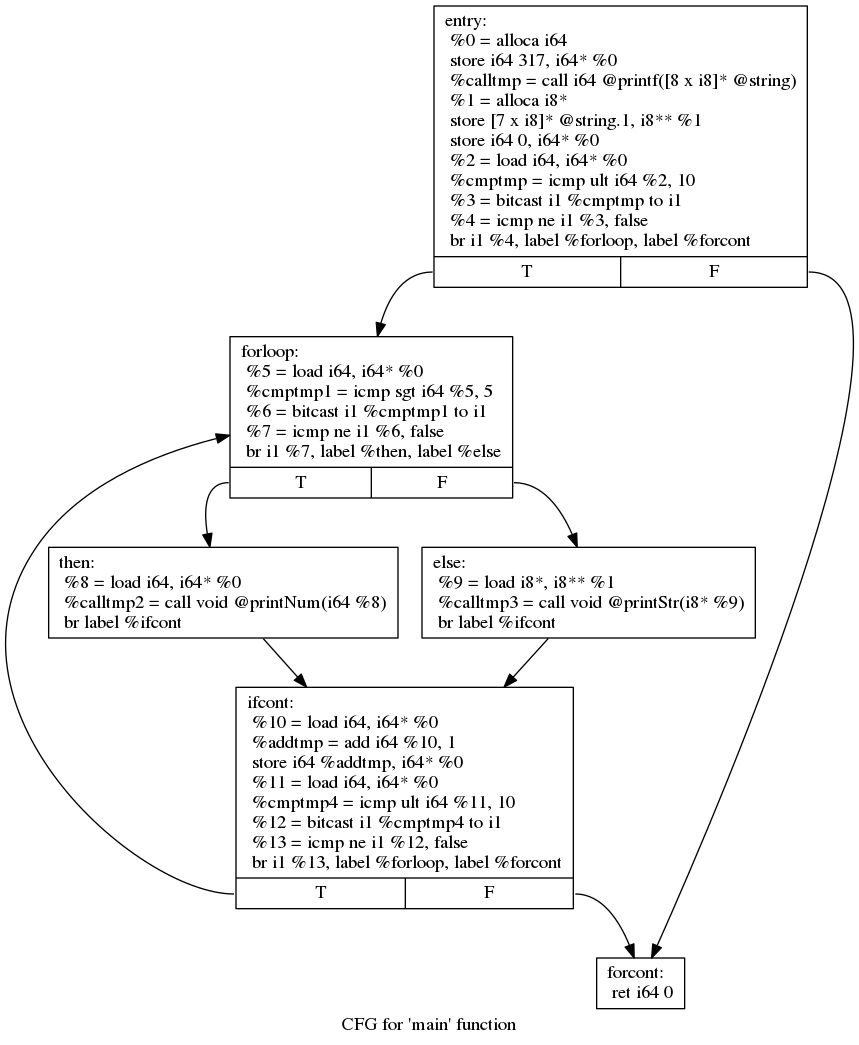 entry:
%0 = alloca i64
store i64 317, i64* %0
%calltmp = call i64 @printf([8 x i8]* @string)
%1 = alloca i8*
store [7 x i8]* @string.1, i8** %1
store i64 0, i64* %0
%2 = load i64, i64* %0
%cmptmp = icmp ult i64 %2, 10
%3 = bitcast i1 %cmptmp to i1
%4 = icmp ne i1 %3, false
br i1 %4, label %forloop, label %forcont
T F
forloop:
%5 = load i64, i64* %0
%cmptmp1 = icmp sgt i64 %5, 5
%6 = bitcast i1 %cmptmp1 to i1
%7 = icmp ne i1 %6, false
br i1 %7, label %then, label %else
T F
then:
%8 = load i64, i64* %0
%calltmp2 = call void @printNum(i64 %8)
br label %ifcont
else:
%9 = load i8*, i8** %1
%calltmp3 = call void @printStr(i8* %9)
br label %ifcont
ifcont:
%10 = load i64, i64* %0
%addtmp = add i64 %10, 1
store i64 %addtmp, i64* %0
%11 = load i64, i64* %0
%cmptmp4 = icmp ult i64 %11, 10
%12 = bitcast i1 %cmptmp4 to i1
%13 = icmp ne i1 %12, false
br i1 %13, label %forloop, label %forcont
T F
forcont:
ret i64 0
CFG for 'main' function